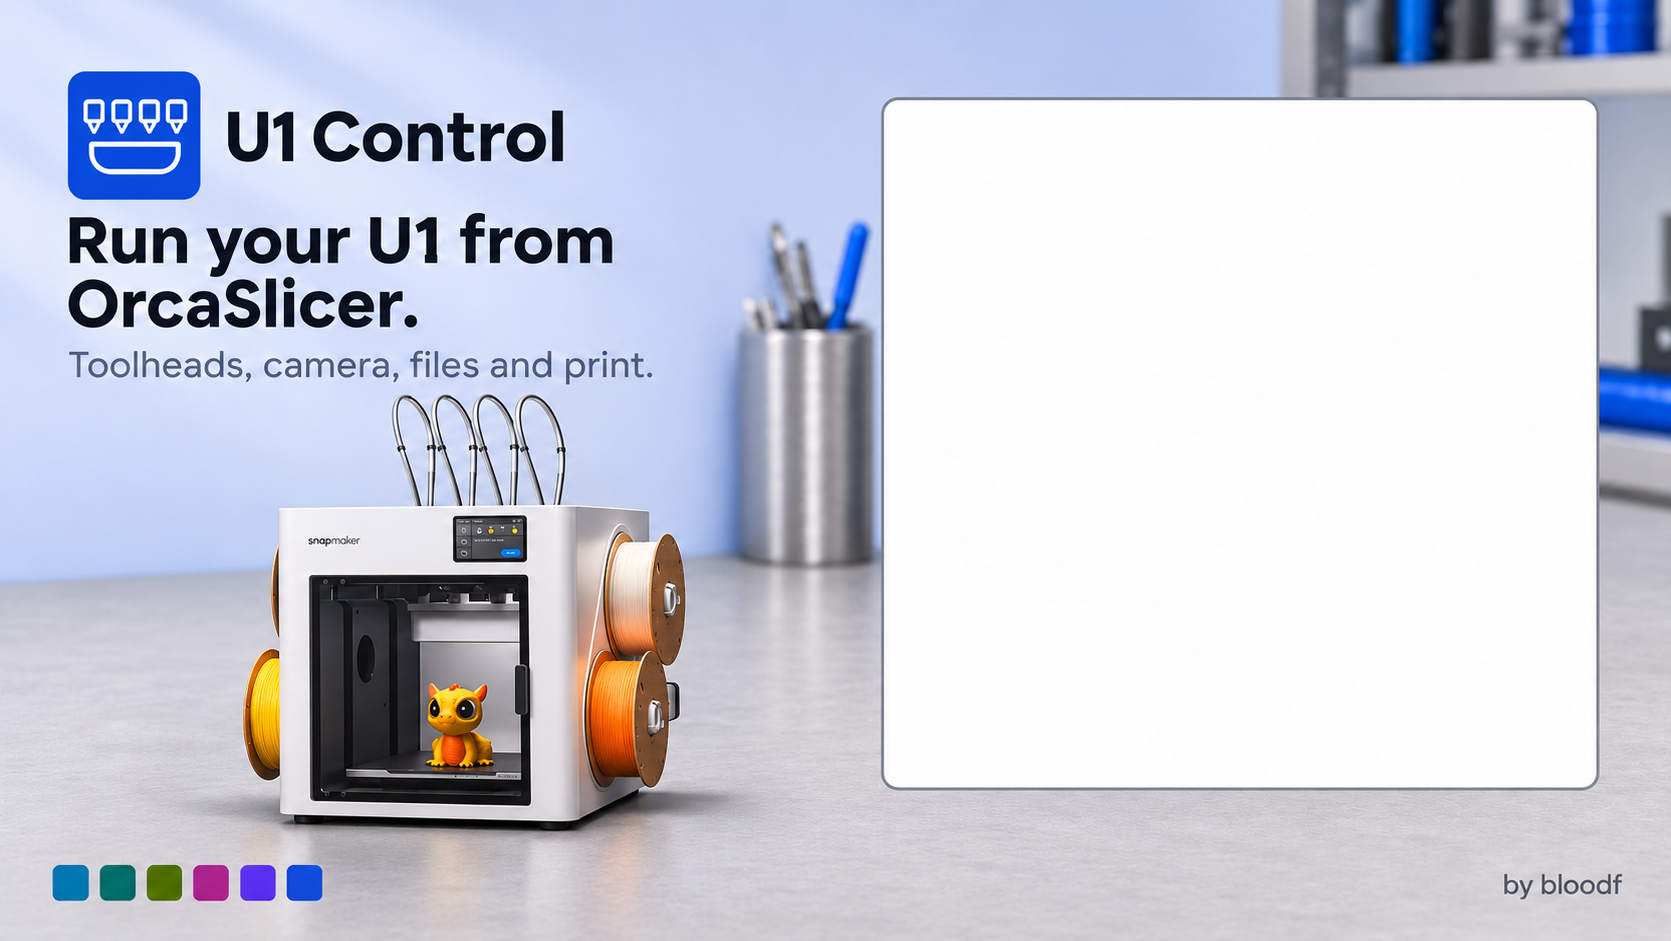 U1 Control
Run your U1 from
OrcaSlicer.
Toolheads, camera, files and print.
snapmaker
by bloodf